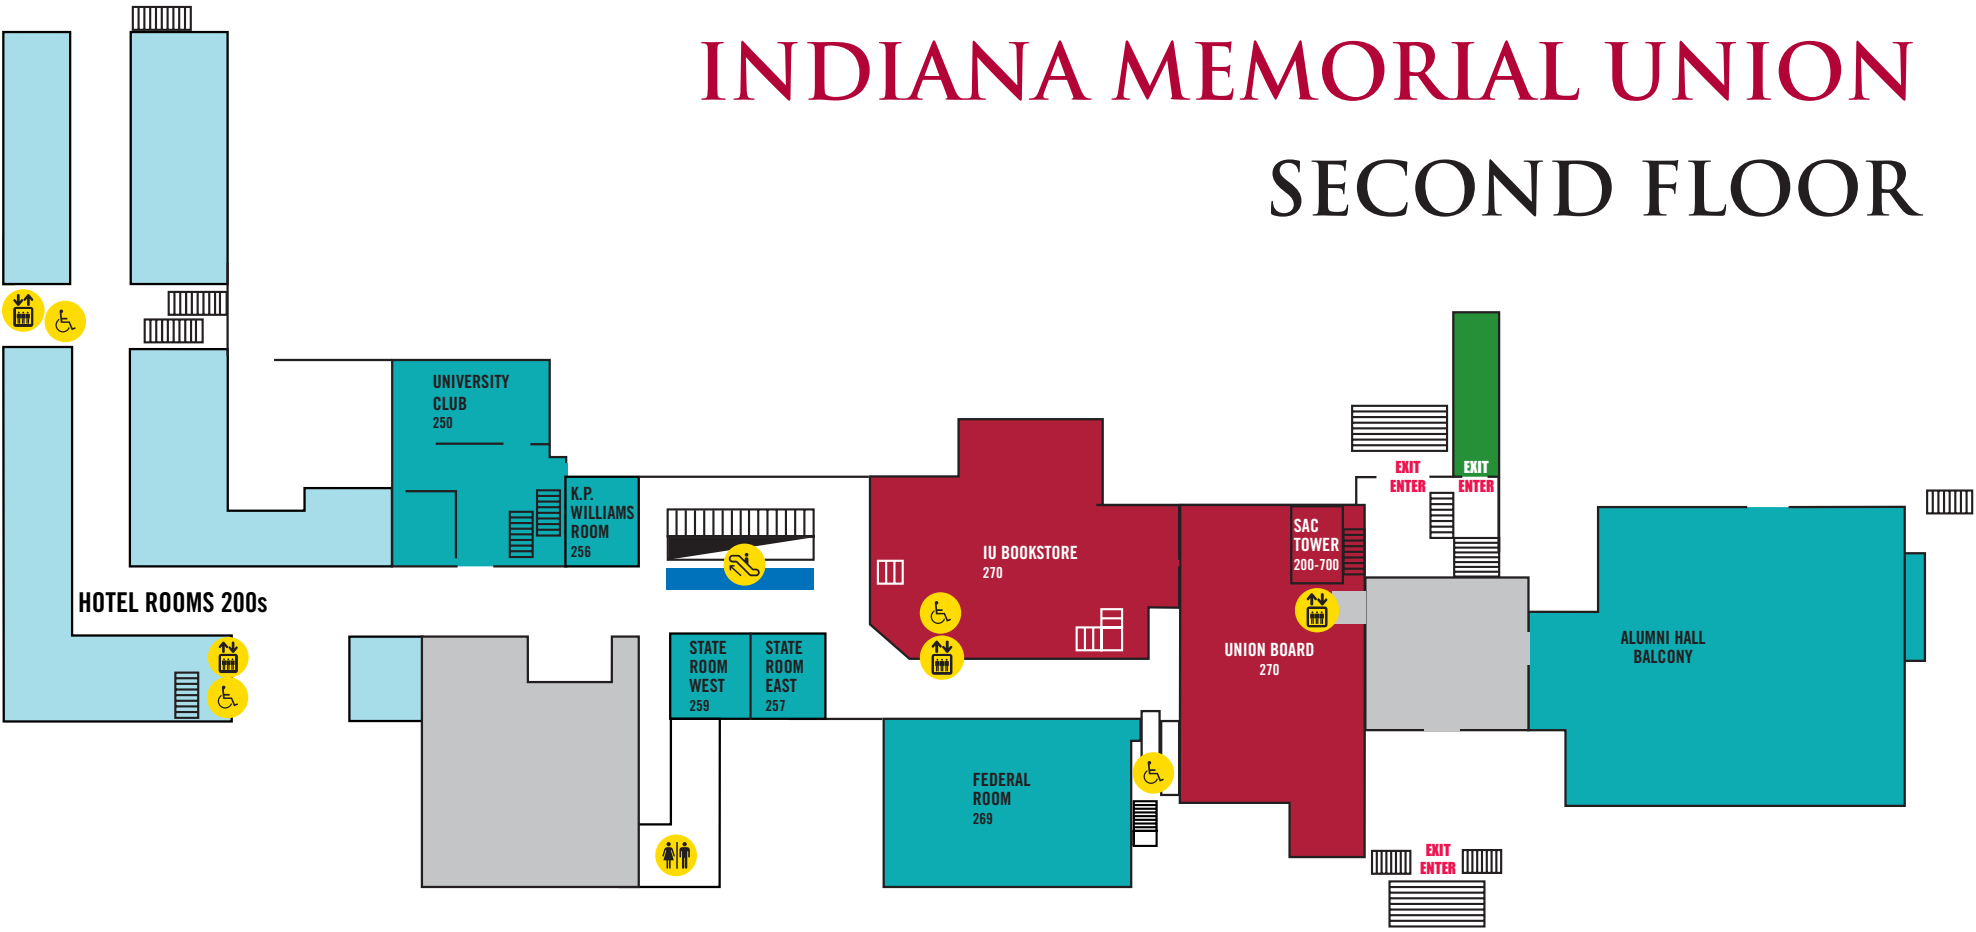 INDIANA MEMORIAL UNION
SECOND FLOOR
UNIVERSITY
CLUB
250
K.P.
WILLIAMS
ROOM
256
HOTEL ROOMS 200s
STATE
ROOM
WEST
259
STATE
ROOM
EAST
257
IU BOOKSTORE
270
FEDERAL
ROOM
269
UNION BOARD
270
SAC
TOWER
200-700
EXIT
ENTER
EXIT
ENTER
ALUMNI HALL
BALCONY
EXIT
ENTER